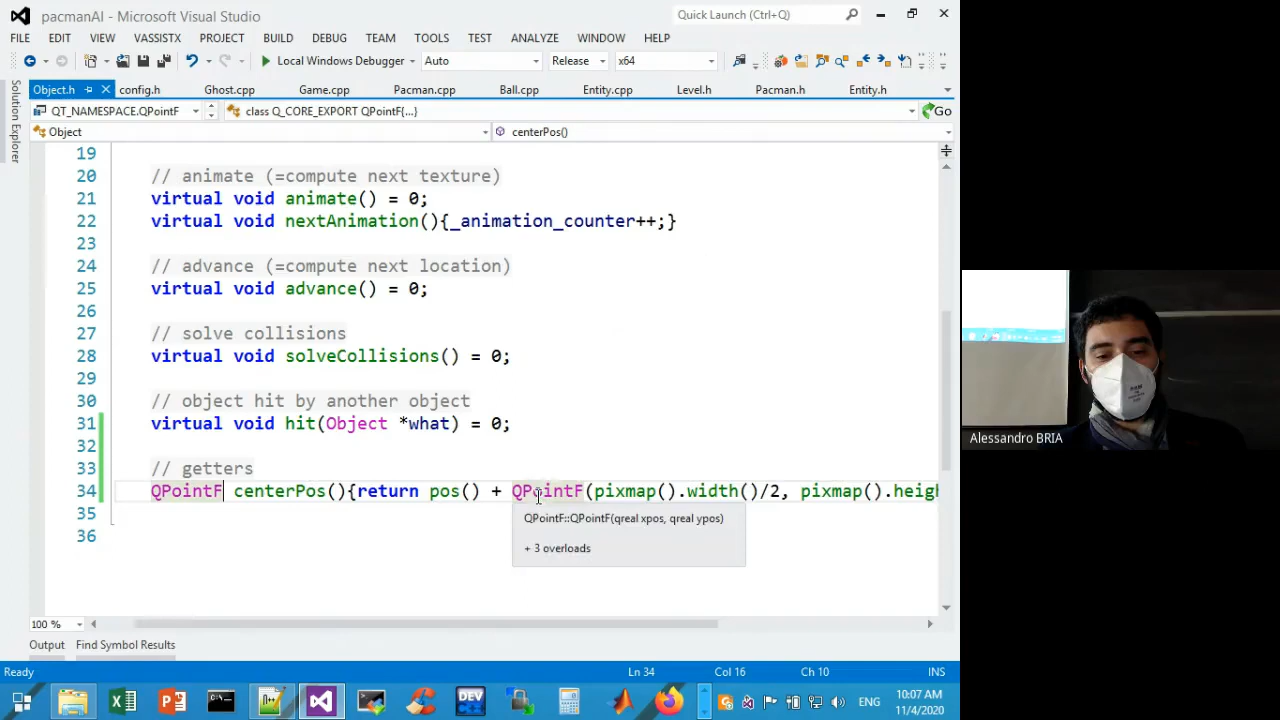 pacmanAI - Microsoft Visual Studio
Quick Launch (Ctrl+Q)
FILE EDIT VIEW VASSISTX PROJECT BUILD DEBUG TEAM TOOLS TEST ANALYZE WINDOW HELP
Local Windows Debugger Auto Release x64
Object.h config.h Ghost.cpp Game.cpp Pacman.cpp Ball.cpp Entity.cpp Level.h Pacman.h Entity.h
Solution Explorer
QT_NAMESPACE.QPointF class Q_CORE_EXPORT QPointF{...} Go
Object centerPos()
19
20 // animate (=compute next texture)
21 virtual void animate() = 0;
22 virtual void nextAnimation(){_animation_counter++;}
23
24 // advance (=compute next location)
25 virtual void advance() = 0;
26
27 // solve collisions
28 virtual void solveCollisions() = 0;
29
30 // object hit by another object
31 virtual void hit(Object *what) = 0;
32
33 // getters
34 QPointF centerPos(){return pos() + QPointF(pixmap().width()/2, pixmap().heigh
35
36
QPointF::QPointF(qreal xpos, qreal ypos)
+ 3 overloads
100 %
Output Find Symbol Results
Ready Ln 34 Col 16 Ch 10 INS
DEV
ENG
10:07 AM
11/4/2020
Alessandro BRIA